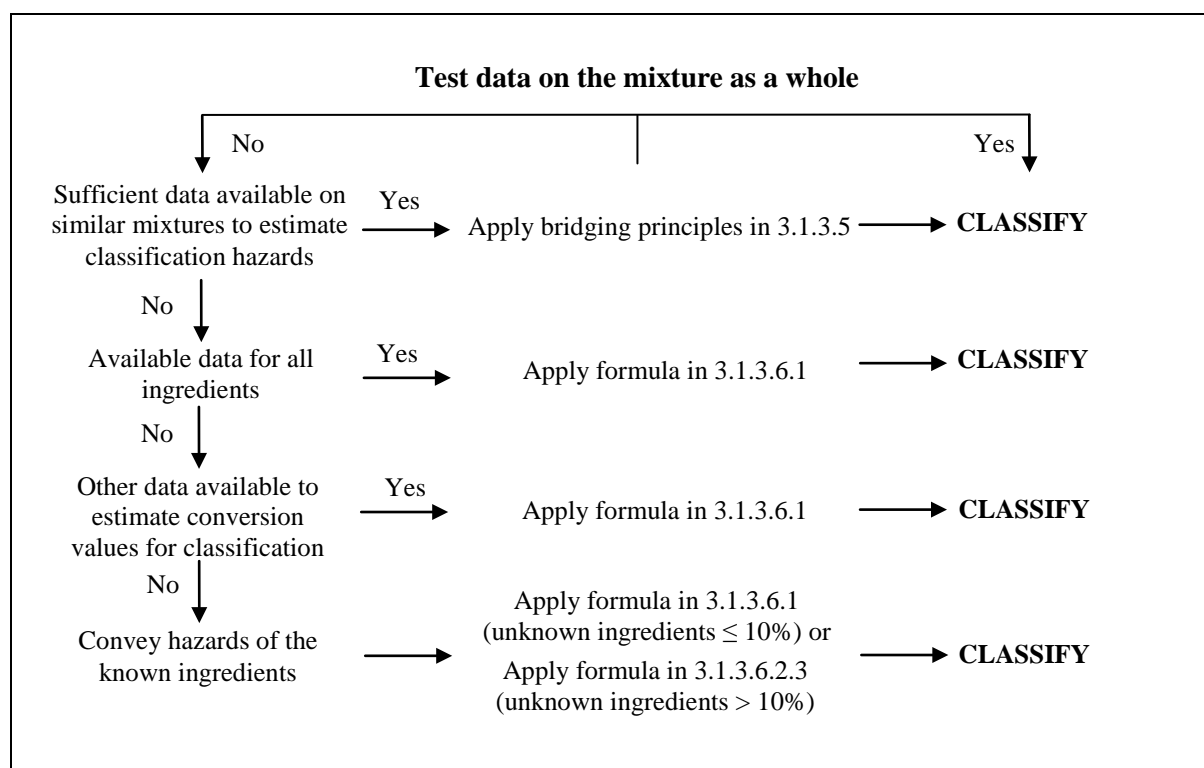 Test data on the mixture as a whole
No
Yes
Sufficient data available on
similar mixtures to estimate
classification hazards
Yes
Apply bridging principles in 3.1.3.5
CLASSIFY
No
Available data for all
ingredients
Yes
Apply formula in 3.1.3.6.1
CLASSIFY
No
Other data available to
estimate conversion
values for classification
Yes
Apply formula in 3.1.3.6.1
CLASSIFY
No
Convey hazards of the
known ingredients
Apply formula in 3.1.3.6.1
(unknown ingredients ≤ 10%) or
Apply formula in 3.1.3.6.2.3
(unknown ingredients > 10%)
CLASSIFY